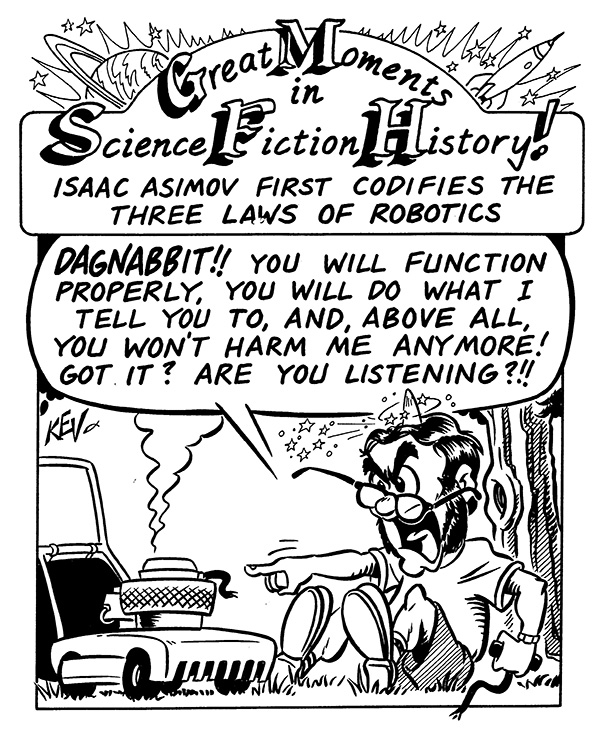 Great Moments
in
Science Fiction History!
ISAAC ASIMOV FIRST CODIFIES THE
THREE LAWS OF ROBOTICS
DAGNABBIT!! YOU WILL FUNCTION
PROPERLY, YOU WILL DO WHAT I
TELL YOU TO, AND, ABOVE ALL,
YOU WON'T HARM ME ANYMORE!
GOT IT? ARE YOU LISTENING?!!
KEV